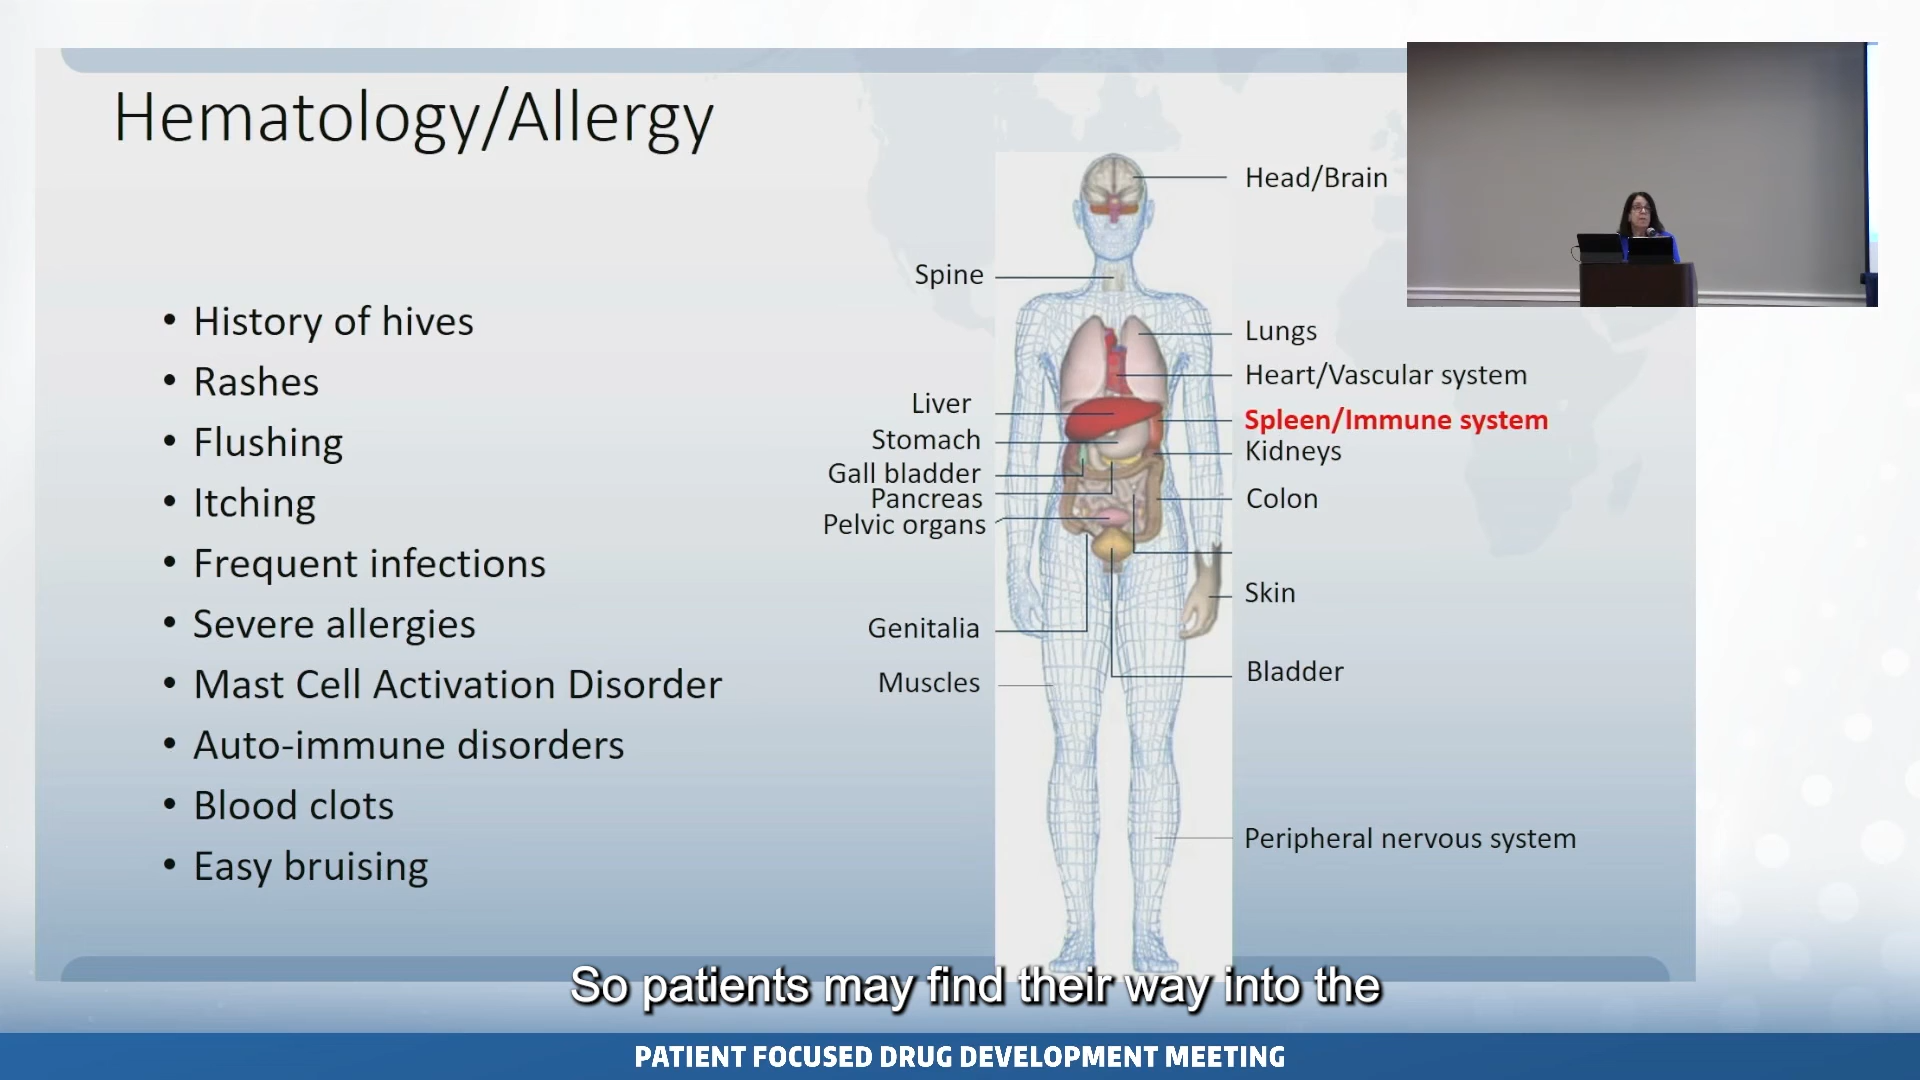 Hematology/Allergy
• History of hives
• Rashes
• Flushing
• Itching
• Frequent infections
• Severe allergies
• Mast Cell Activation Disorder
• Auto-immune disorders
• Blood clots
• Easy bruising
Head/Brain
Spine
Lungs
Heart/Vascular system
Liver
Spleen/Immune system
Stomach
Kidneys
Gall bladder
Pancreas
Colon
Pelvic organs
Skin
Genitalia
Bladder
Muscles
Peripheral nervous system
So patients may find their way into the
PATIENT FOCUSED DRUG DEVELOPMENT MEETING